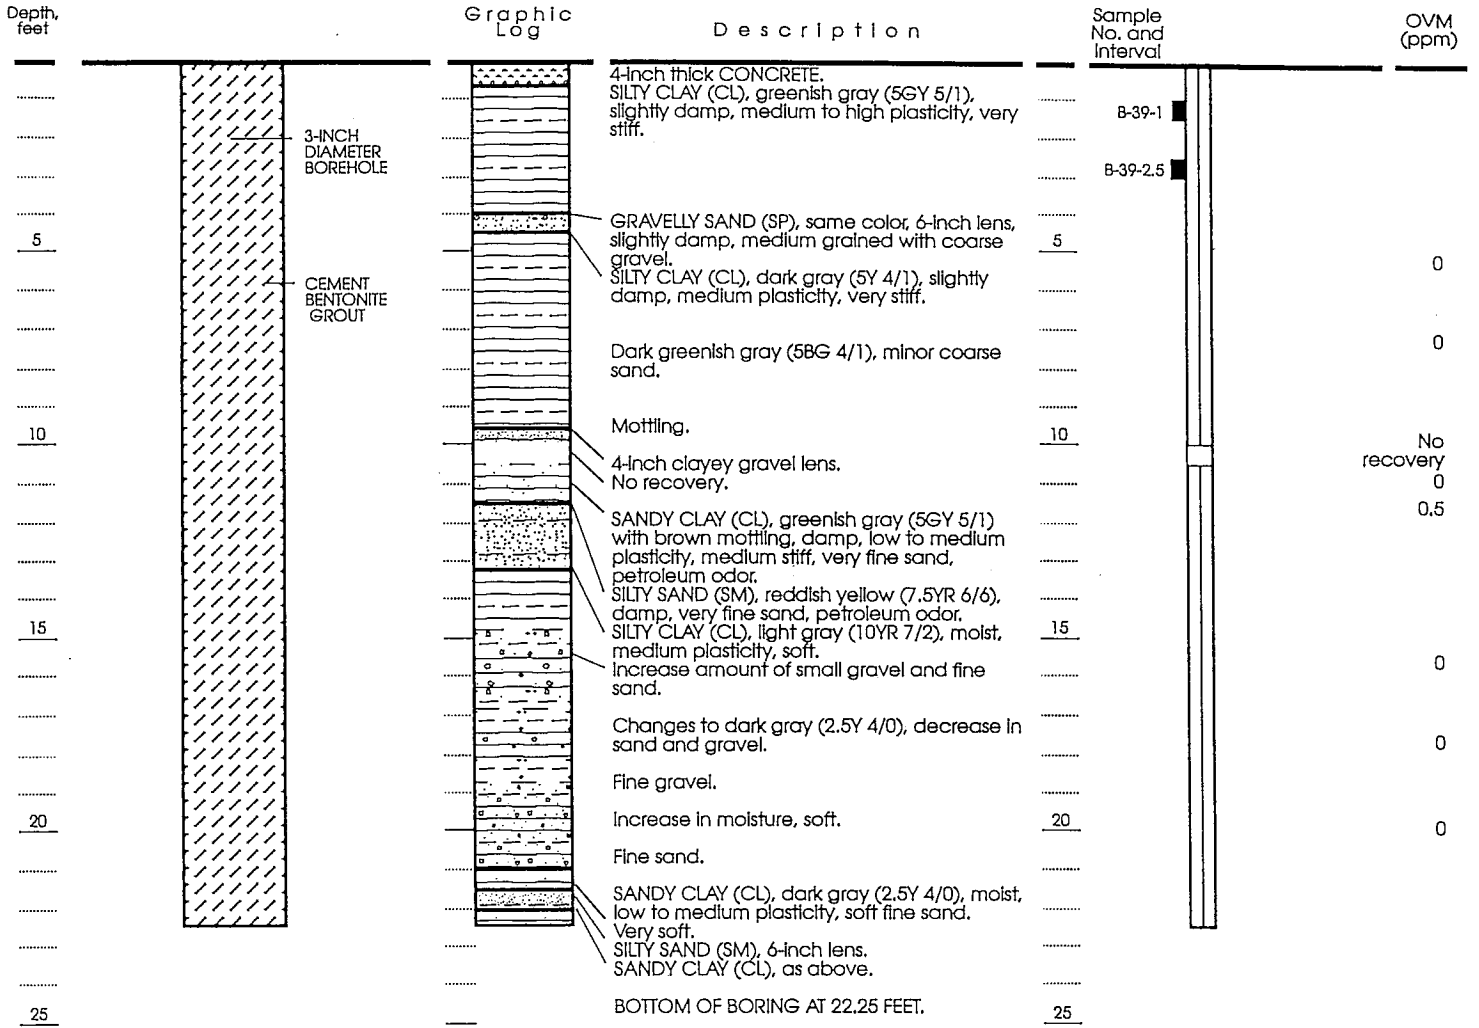 Depth, feet
Graphic Log
Description
Sample No. and Interval
OVM (ppm)
4-inch thick CONCRETE.
SILTY CLAY (CL), greenish gray (5GY 5/1),
slightly damp, medium to high plasticity, very
stiff.
B-39-1
3-INCH
DIAMETER
BOREHOLE
B-39-2.5
GRAVELLY SAND (SP), same color, 6-inch lens,
slightly damp, medium grained with coarse
gravel.
5
5
0
SILTY CLAY (CL), dark gray (5Y 4/1), slightly
damp, medium plasticity, very stiff.
CEMENT
BENTONITE
GROUT
0
Dark greenish gray (5BG 4/1), minor coarse
sand.
Mottling.
10
10
No
recovery
0
4-inch clayey gravel lens.
No recovery.
0.5
SANDY CLAY (CL), greenish gray (5GY 5/1)
with brown mottling, damp, low to medium
plasticity, medium stiff, very fine sand,
petroleum odor.
SILTY SAND (SM), reddish yellow (7.5YR 6/6),
damp, very fine sand, petroleum odor.
15
15
SILTY CLAY (CL), light gray (10YR 7/2), moist,
medium plasticity, soft.
Increase amount of small gravel and fine
sand.
0
Changes to dark gray (2.5Y 4/0), decrease in
sand and gravel.
0
Fine gravel.
20
Increase in moisture, soft.
20
0
Fine sand.
SANDY CLAY (CL), dark gray (2.5Y 4/0), moist,
low to medium plasticity, soft fine sand.
Very soft.
SILTY SAND (SM), 6-inch lens.
SANDY CLAY (CL), as above.
BOTTOM OF BORING AT 22.25 FEET.
25
25